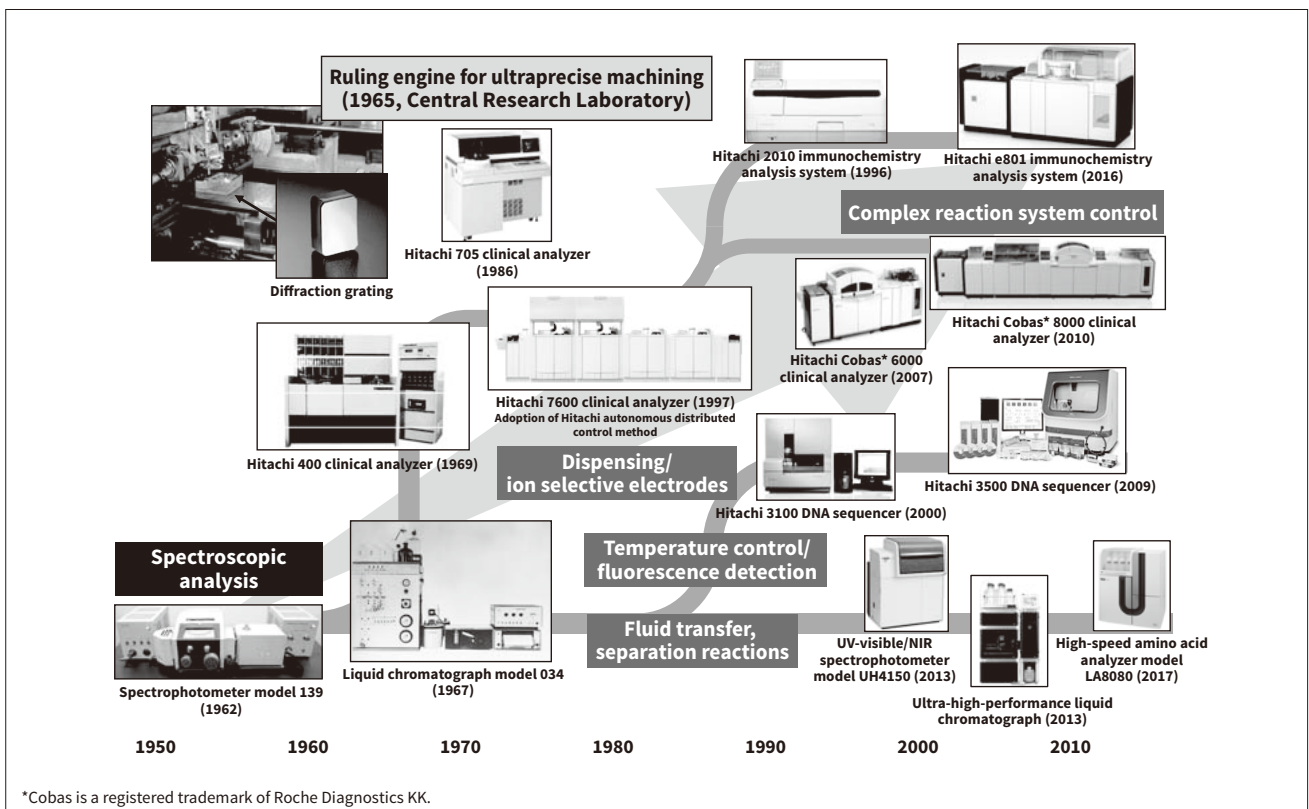 Ruling engine for ultraprecise machining
(1965, Central Research Laboratory)
Diffraction grating
Hitachi 705 clinical analyzer
(1986)
Hitachi 2010 immunochemistry
analysis system (1996)
Hitachi e801 immunochemistry
analysis system (2016)
Complex reaction system control
Hitachi Cobas* 8000 clinical
analyzer (2010)
Hitachi Cobas* 6000
clinical analyzer (2007)
Hitachi 400 clinical analyzer (1969)
Hitachi 7600 clinical analyzer (1997)
Adoption of Hitachi autonomous distributed
control method
Dispensing/
ion selective electrodes
Hitachi 3100 DNA sequencer (2000)
Hitachi 3500 DNA sequencer (2009)
Spectroscopic
analysis
Temperature control/
fluorescence detection
Fluid transfer,
separation reactions
Spectrophotometer model 139
(1962)
Liquid chromatograph model 034
(1967)
UV-visible/NIR
spectrophotometer
model UH4150 (2013)
Ultra-high-performance liquid
chromatograph (2013)
High-speed amino acid
analyzer model
LA8080 (2017)
1950
1960
1970
1980
1990
2000
2010
*Cobas is a registered trademark of Roche Diagnostics KK.